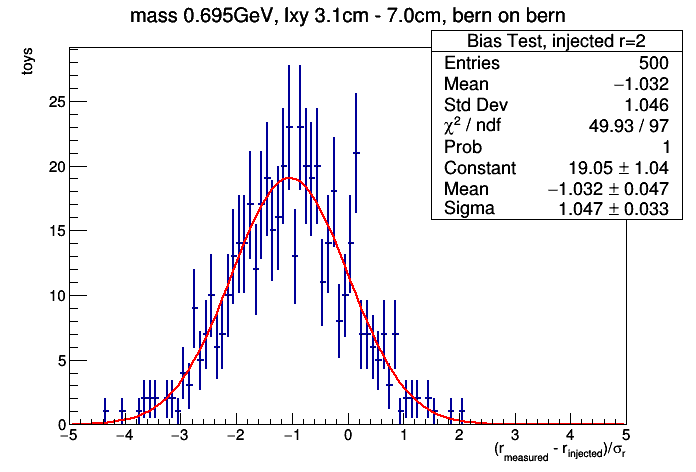 mass 0.695GeV, lxy 3.1cm - 7.0cm, bern on bern
Bias Test, injected r=2
Entries 500
Mean −1.032
Std Dev 1.046
χ² / ndf 49.93 / 97
Prob 1
Constant 19.05 ± 1.04
Mean −1.032 ± 0.047
Sigma 1.047 ± 0.033
toys
25
20
15
10
5
0
−5 −4 −3 −2 −1 0 1 2 3 4 5
(r_measured - r_injected)/σ_r